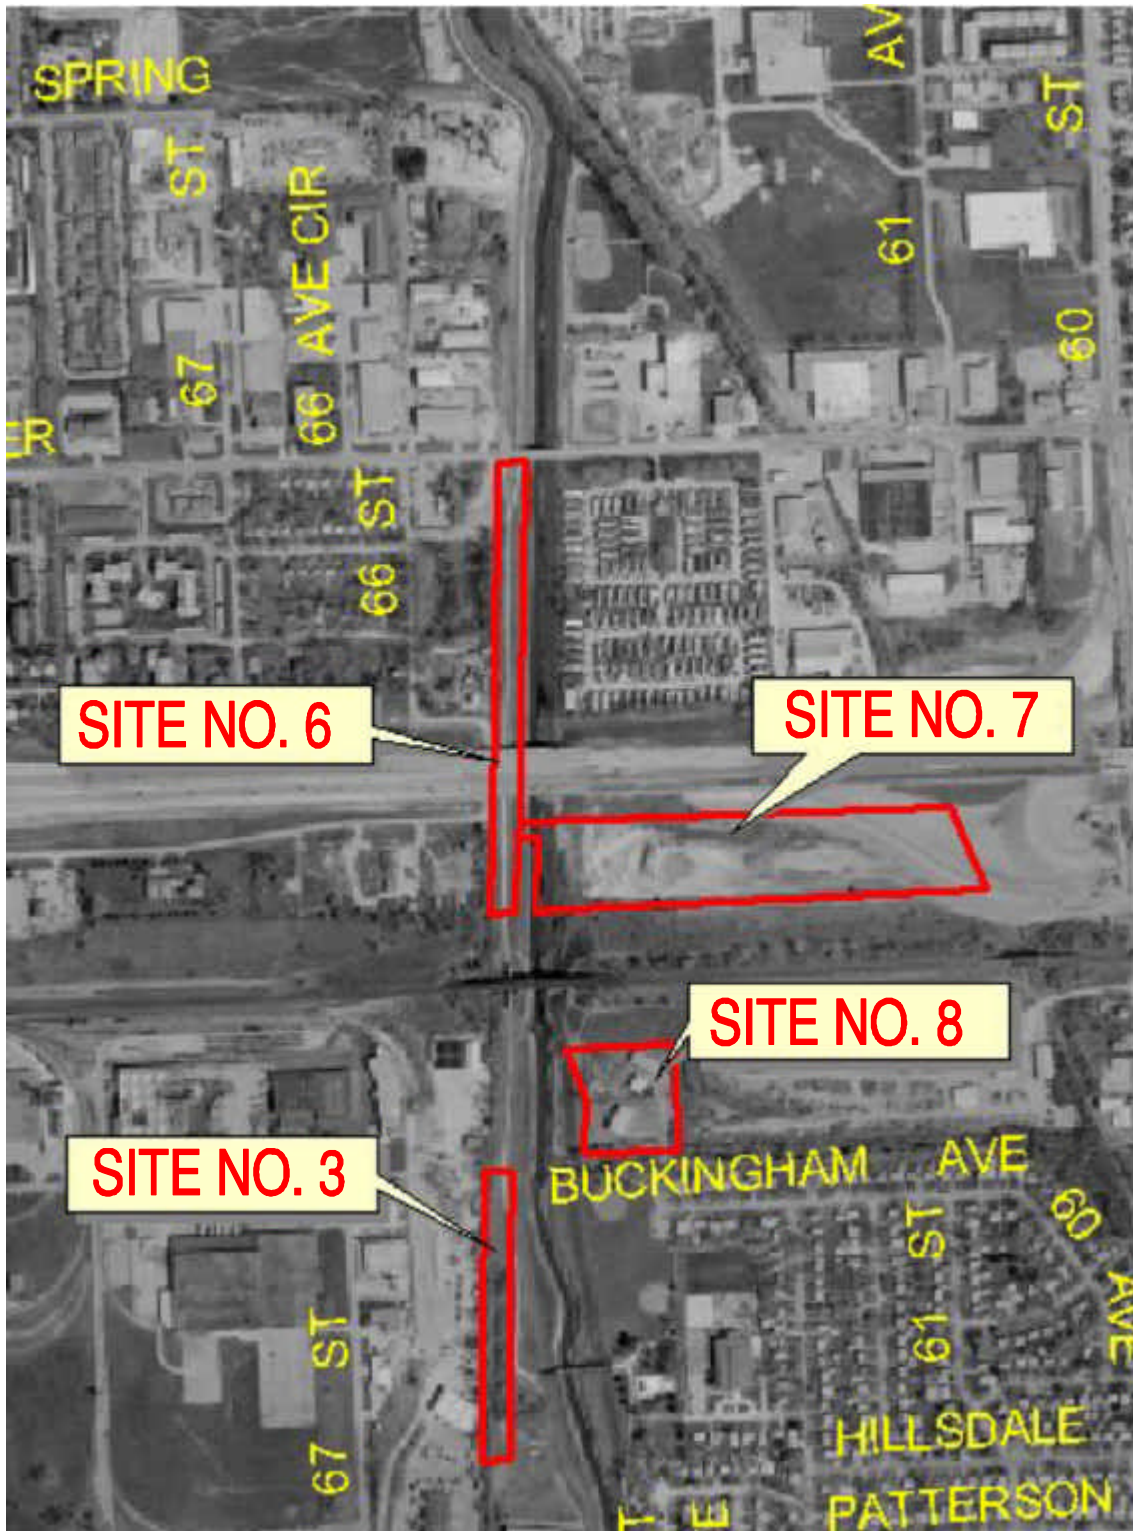 SPRING
67 ST
66 AVE CIR
AV
61
60 ST
ER
66 ST
SITE NO. 6
SITE NO. 7
SITE NO. 8
SITE NO. 3
BUCKINGHAM AVE
61 ST
60 AVE
67 ST
HILLSDALE
PATTERSON
T
E